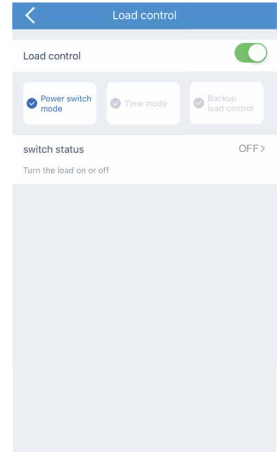 Load control
Load control
Power switch
mode
Time mode
Backup
load control
switch status
OFF>
Turn the load on or off